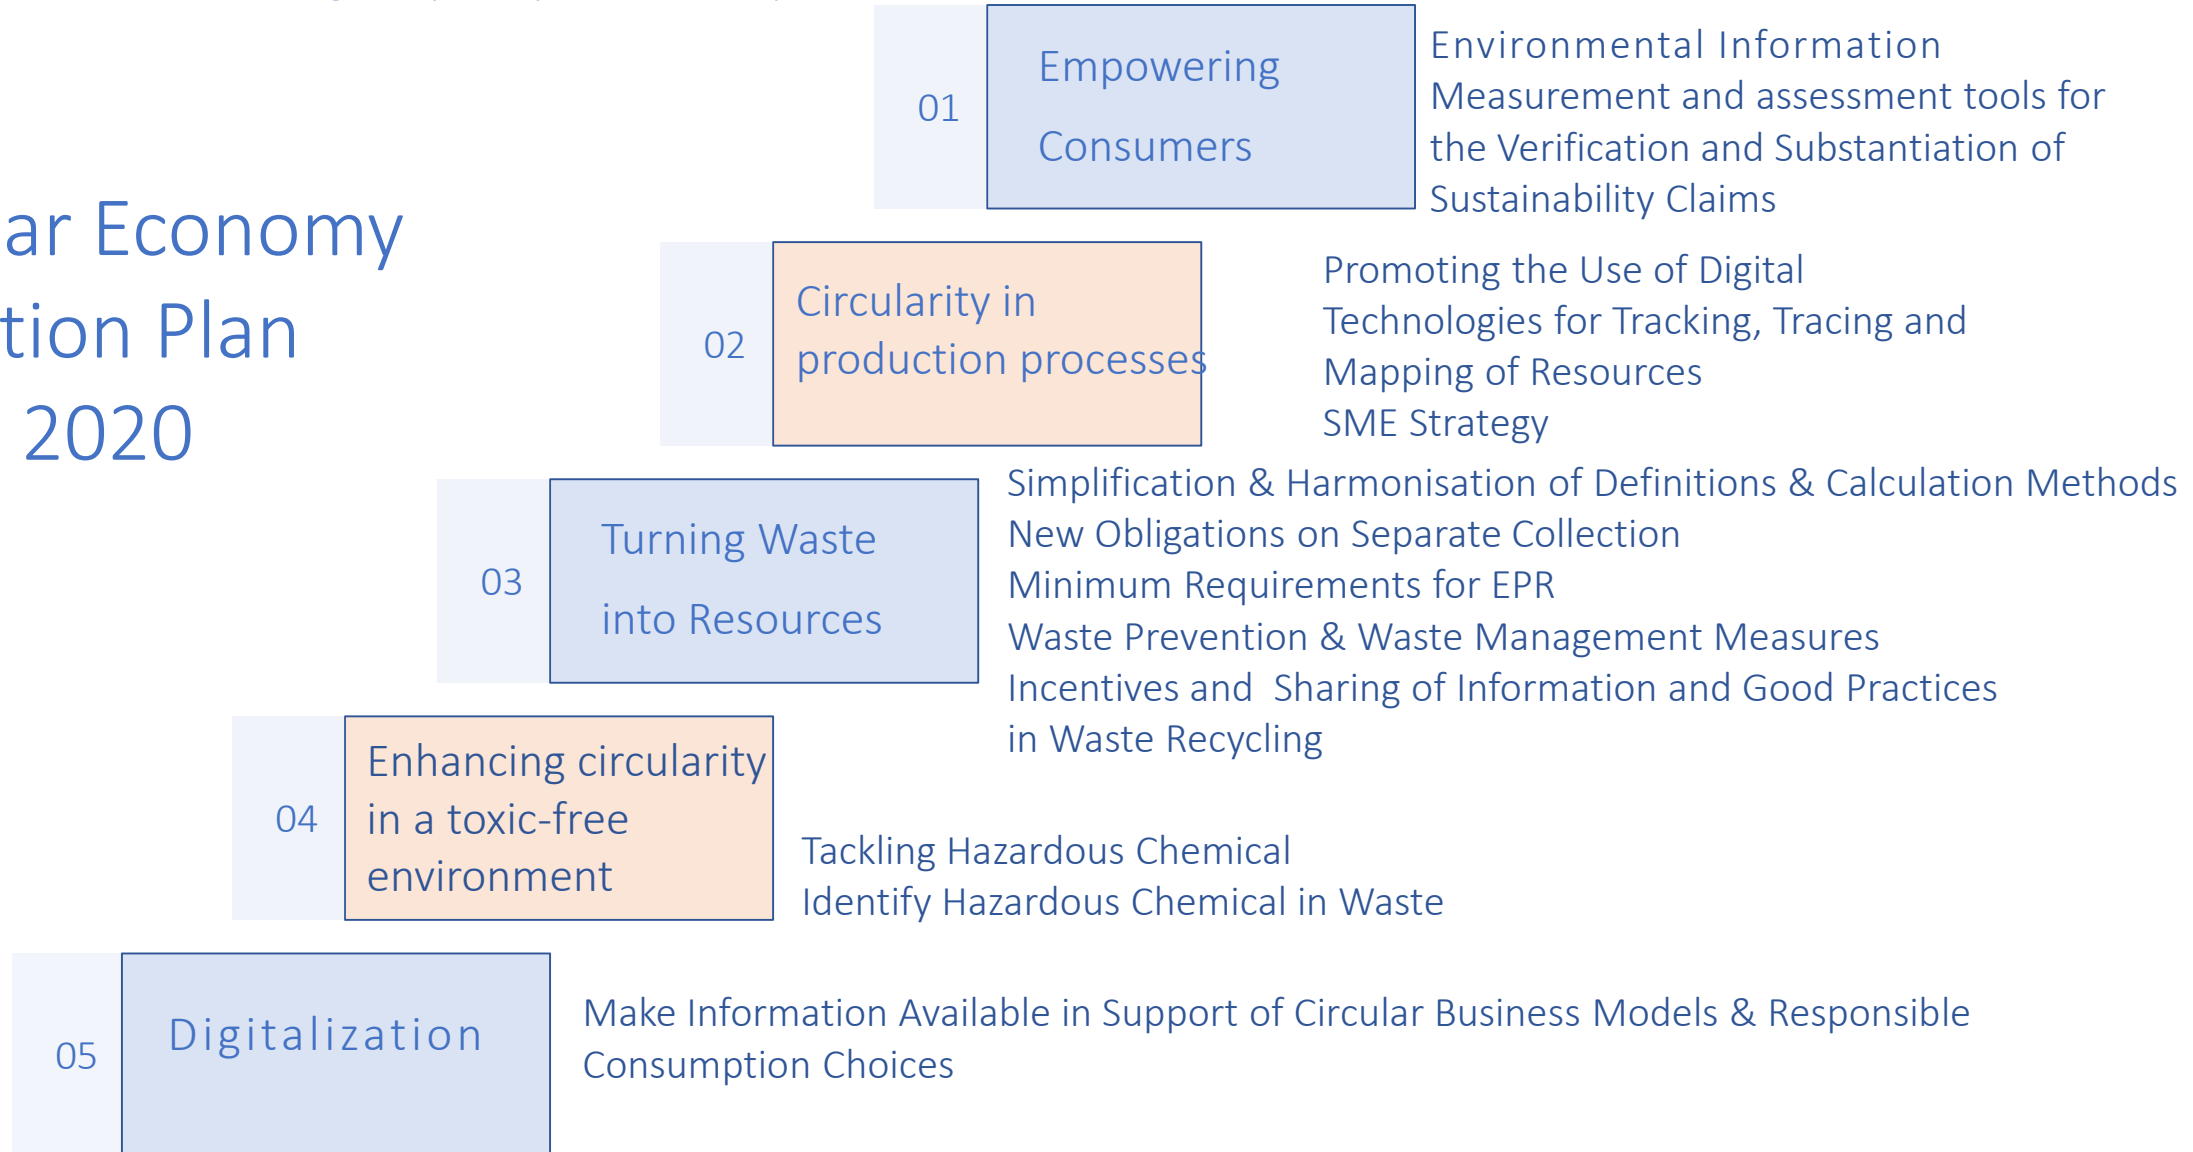 ar Economy
tion Plan
2020
01
Empowering
Consumers
Environmental Information
Measurement and assessment tools for
the Verification and Substantiation of
Sustainability Claims
02
Circularity in
production processes
Promoting the Use of Digital
Technologies for Tracking, Tracing and
Mapping of Resources
SME Strategy
03
Turning Waste
into Resources
Simplification & Harmonisation of Definitions & Calculation Methods
New Obligations on Separate Collection
Minimum Requirements for EPR
Waste Prevention & Waste Management Measures
Incentives and Sharing of Information and Good Practices
in Waste Recycling
04
Enhancing circularity
in a toxic-free
environment
Tackling Hazardous Chemical
Identify Hazardous Chemical in Waste
05
Digitalization
Make Information Available in Support of Circular Business Models & Responsible
Consumption Choices